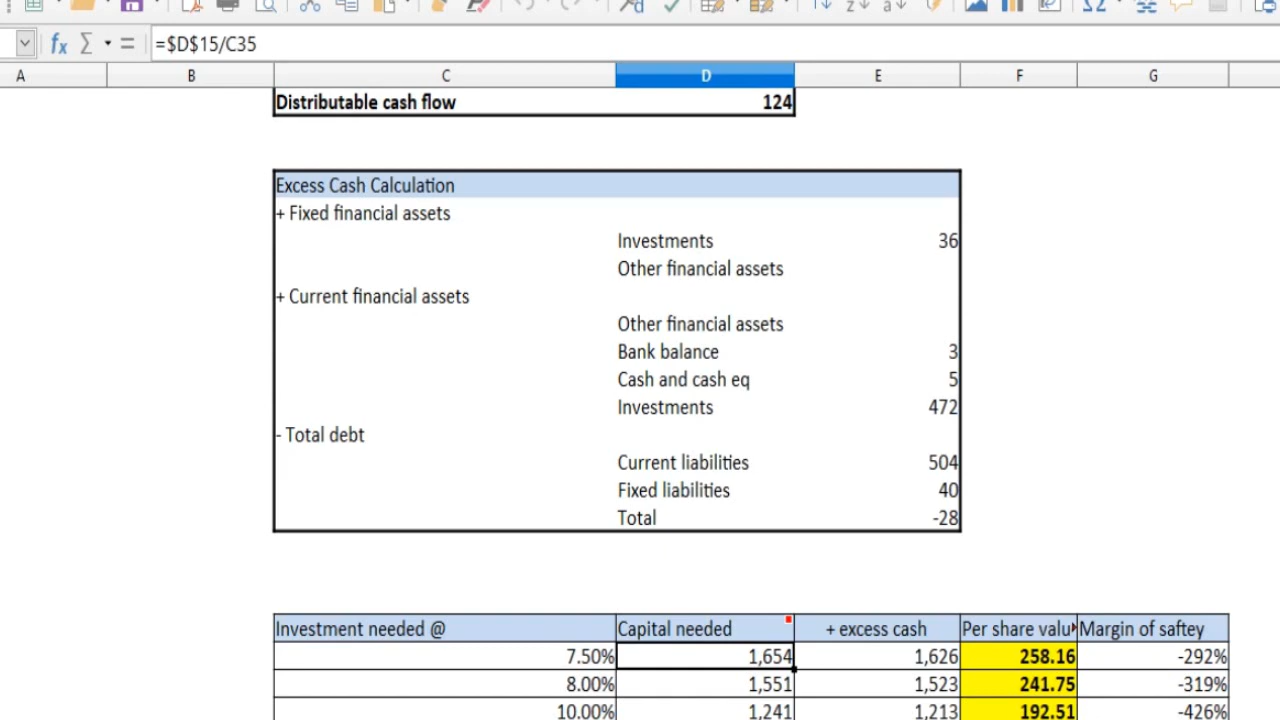 fx Σ = =$D$15/C35
A B C D E F G
Distributable cash flow 124
Excess Cash Calculation
+ Fixed financial assets
Investments 36
Other financial assets
+ Current financial assets
Other financial assets
Bank balance 3
Cash and cash eq 5
Investments 472
- Total debt
Current liabilities 504
Fixed liabilities 40
Total -28
Investment needed @ Capital needed + excess cash Per share valu Margin of saftey
7.50% 1,654 1,626 258.16 -292%
8.00% 1,551 1,523 241.75 -319%
10.00% 1,241 1,213 192.51 -426%